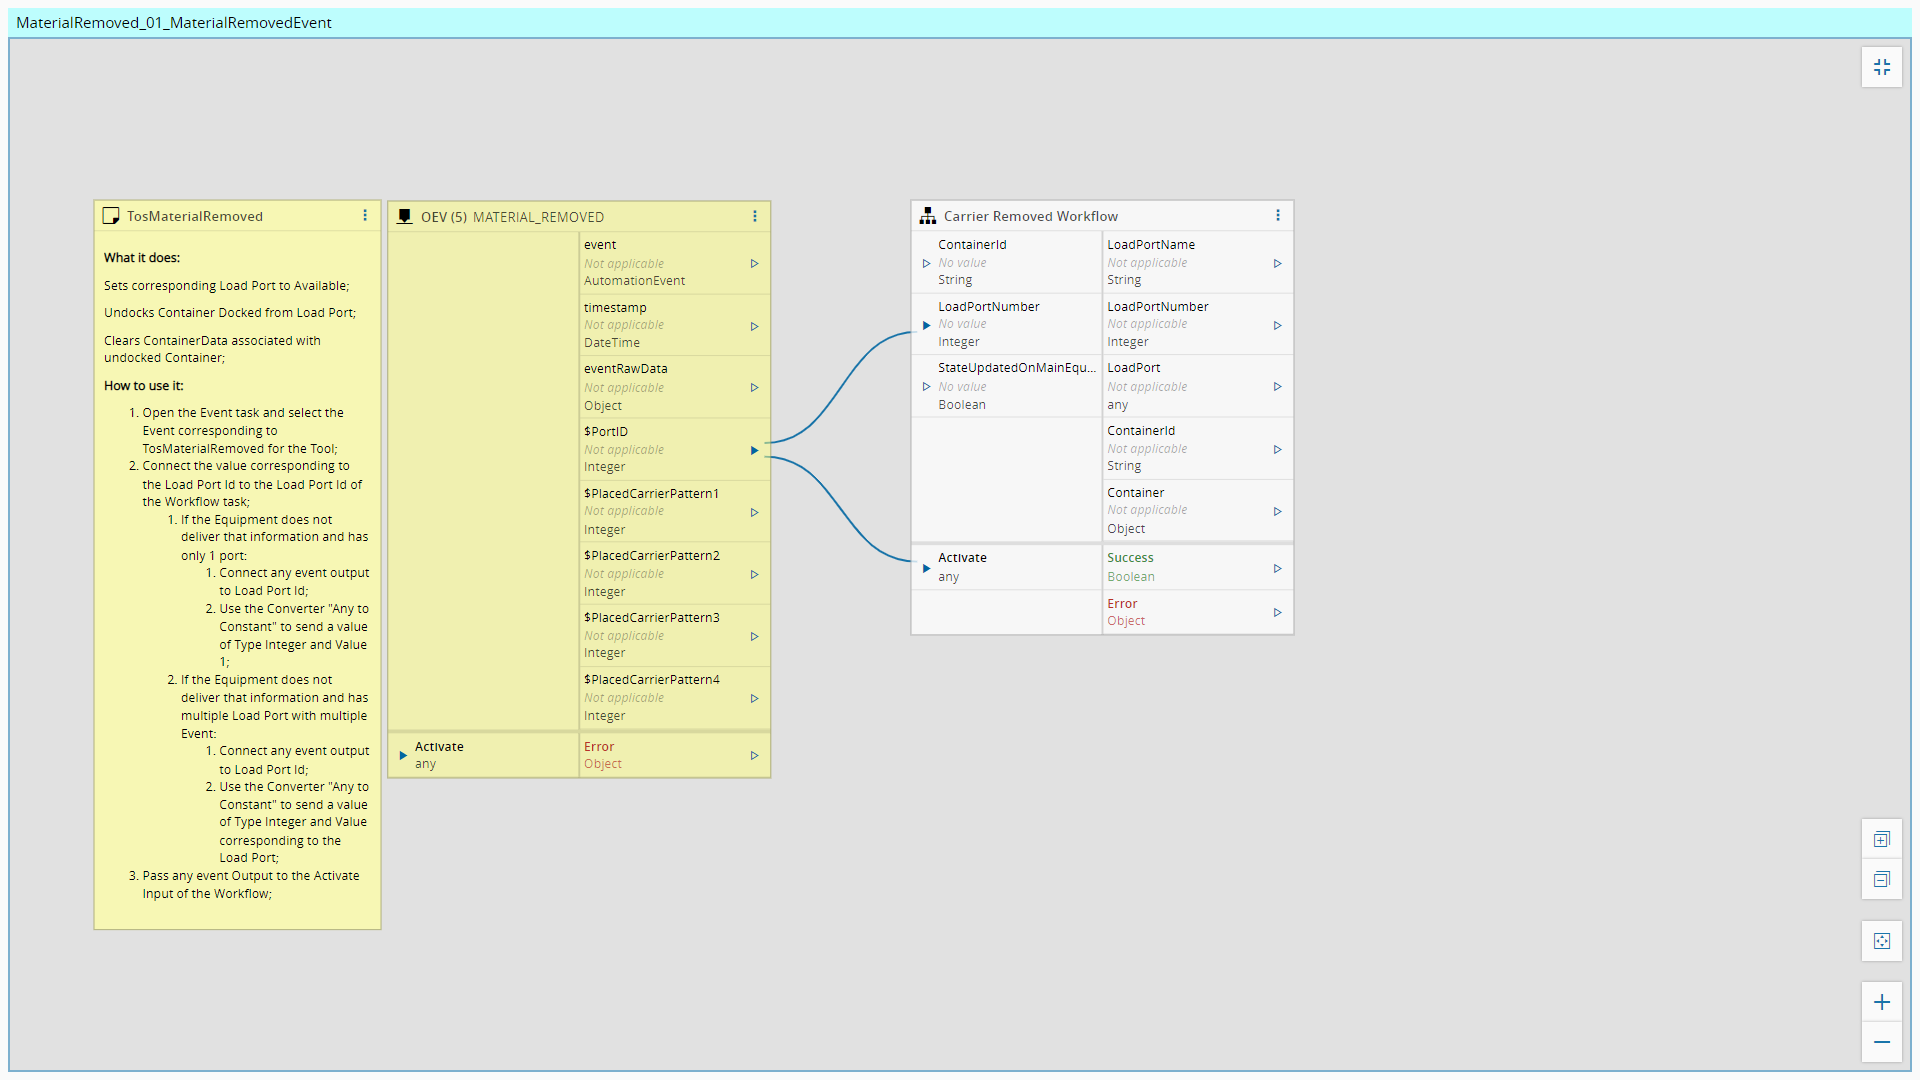 MaterialRemoved_01_MaterialRemovedEvent
TosMaterialRemoved
What it does:
Sets corresponding Load Port to Available;
Undocks Container Docked from Load Port;
Clears ContainerData associated with
undocked Container;
How to use it:
1. Open the Event task and select the
Event corresponding to
TosMaterialRemoved for the Tool;
2. Connect the value corresponding to
the Load Port Id to the Load Port Id of
the Workflow task;
1. If the Equipment does not
deliver that information and has
only 1 port:
1. Connect any event output
to Load Port Id;
2. Use the Converter "Any to
Constant" to send a value
of Type Integer and Value
1;
2. If the Equipment does not
deliver that information and has
multiple Load Port with multiple
Event:
1. Connect any event output
to Load Port Id;
2. Use the Converter "Any to
Constant" to send a value
of Type Integer and Value
corresponding to the
Load Port;
3. Pass any event Output to the Activate
Input of the Workflow;
OEV (5) MATERIAL_REMOVED
event
Not applicable
AutomationEvent
timestamp
Not applicable
DateTime
eventRawData
Not applicable
Object
$PortID
Not applicable
Integer
$PlacedCarrierPattern1
Not applicable
Integer
$PlacedCarrierPattern2
Not applicable
Integer
$PlacedCarrierPattern3
Not applicable
Integer
$PlacedCarrierPattern4
Not applicable
Integer
Activate
any
Error
Object
Carrier Removed Workflow
ContainerId
No value
String
LoadPortNumber
No value
Integer
StateUpdatedOnMainEqu...
No value
Boolean
LoadPortName
Not applicable
String
LoadPortNumber
Not applicable
Integer
LoadPort
Not applicable
any
ContainerId
Not applicable
String
Container
Not applicable
Object
Activate
any
Success
Boolean
Error
Object